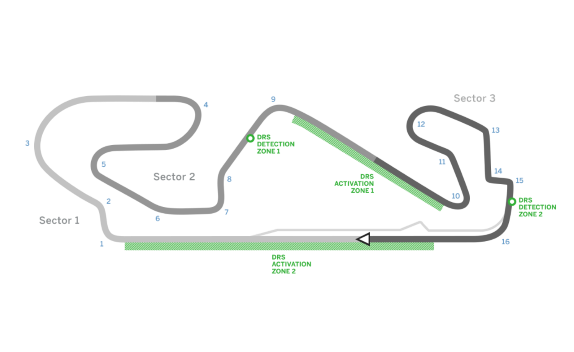 Sector 3
9
4
12
13
DRS
DETECTION
ZONE 1
3
11
5
14
Sector 2
8
DRS
ACTIVATION
ZONE 1
15
10
2
DRS
DETECTION
ZONE 2
7
6
Sector 1
1
16
DRS
ACTIVATION
ZONE 2